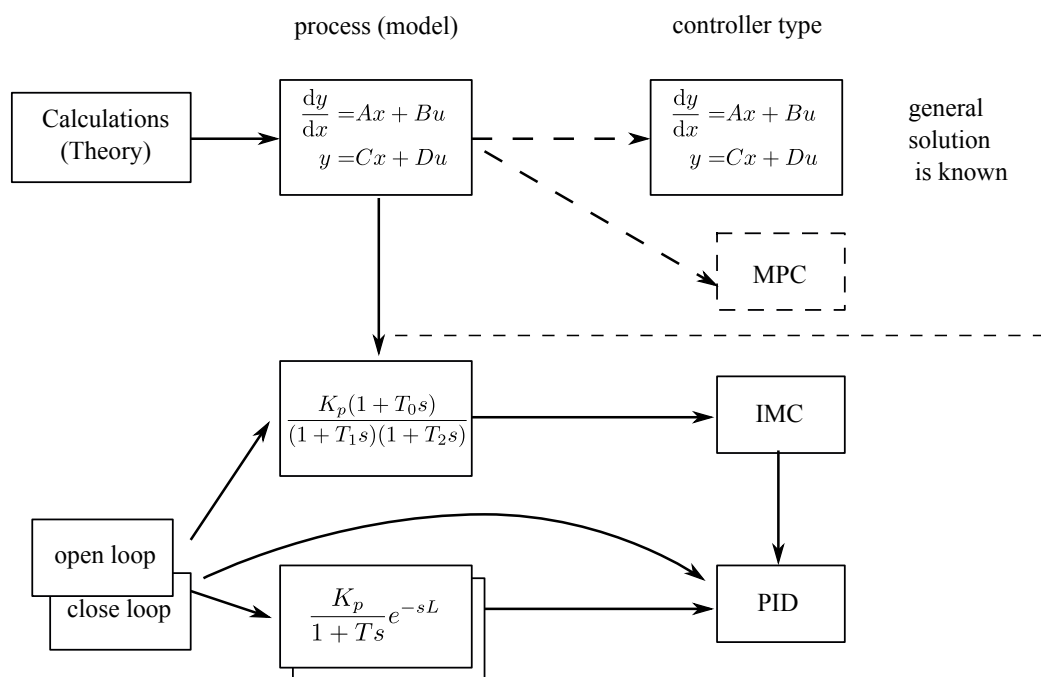 process (model)
controller type
Calculations
(Theory)
dy/dx =Ax + Bu
y =Cx + Du
dy/dx =Ax + Bu
y =Cx + Du
general
solution
is known
MPC
K_p(1 + T_0s)
(1 + T_1s)(1 + T_2s)
IMC
open loop
close loop
K_p/1 + Ts e^{-sL}
PID